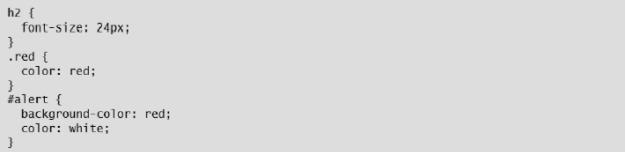 h2 {
  font-size: 24px;
}
.red {
  color: red;
}
#alert {
  background-color: red;
  color: white;
}